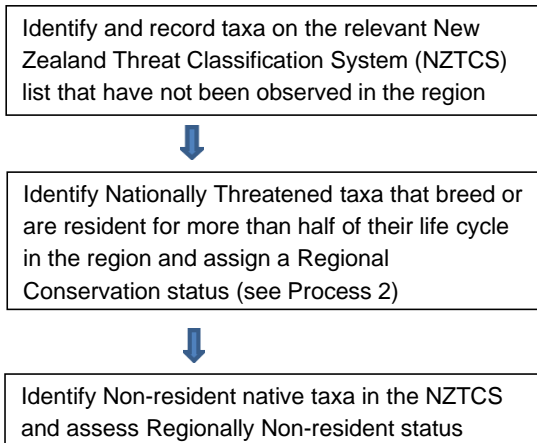 Identify and record taxa on the relevant New
Zealand Threat Classification System (NZTCS)
list that have not been observed in the region
Identify Nationally Threatened taxa that breed or
are resident for more than half of their life cycle
in the region and assign a Regional
Conservation status (see Process 2)
Identify Non-resident native taxa in the NZTCS
and assess Regionally Non-resident status